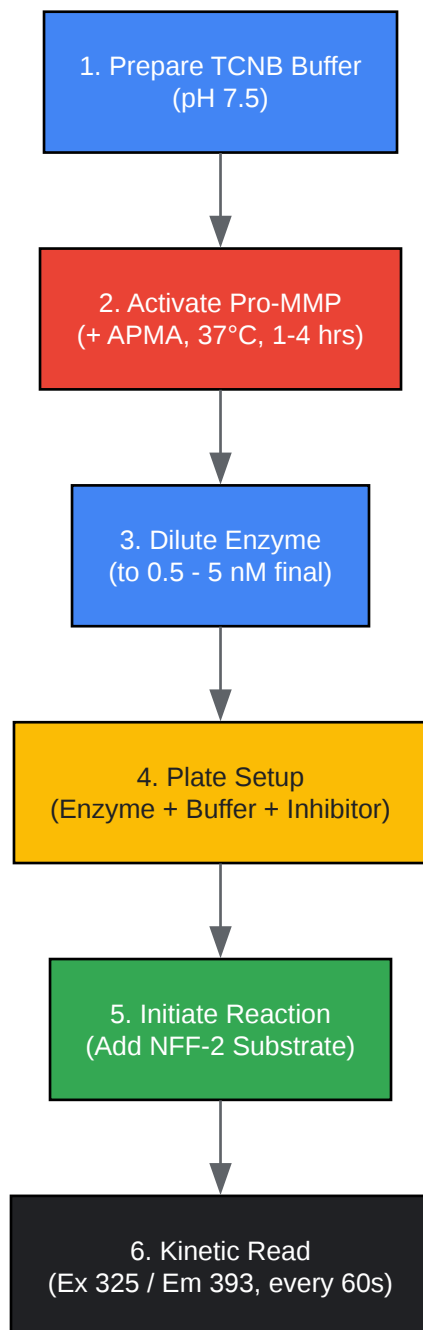 1. Prepare TCNB Buffer
(pH 7.5)
2. Activate Pro-MMP
(+ APMA, 37°C, 1-4 hrs)
3. Dilute Enzyme
(to 0.5 - 5 nM final)
4. Plate Setup
(Enzyme + Buffer + Inhibitor)
5. Initiate Reaction
(Add NFF-2 Substrate)
6. Kinetic Read
(Ex 325 / Em 393, every 60s)